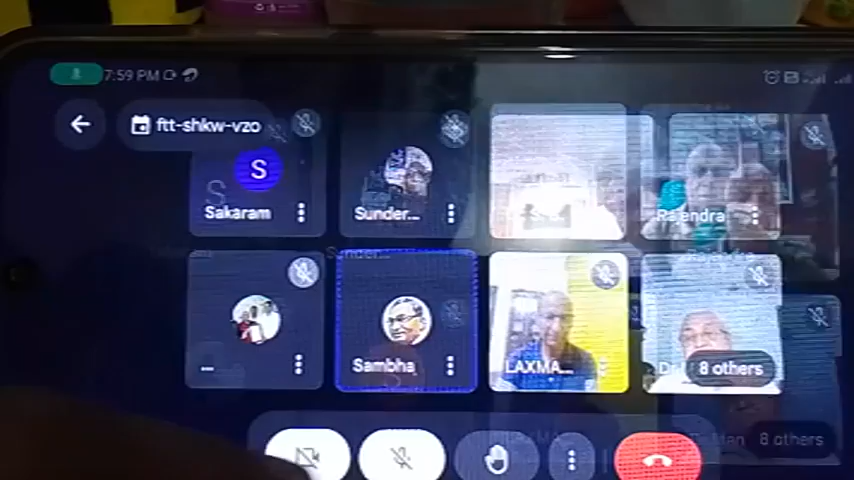 7:59 PM
ftt-shkw-vzo
S
Sakaram
Sunder...
Rajendra
...
Sambha
LAXMA...
8 others
8 others